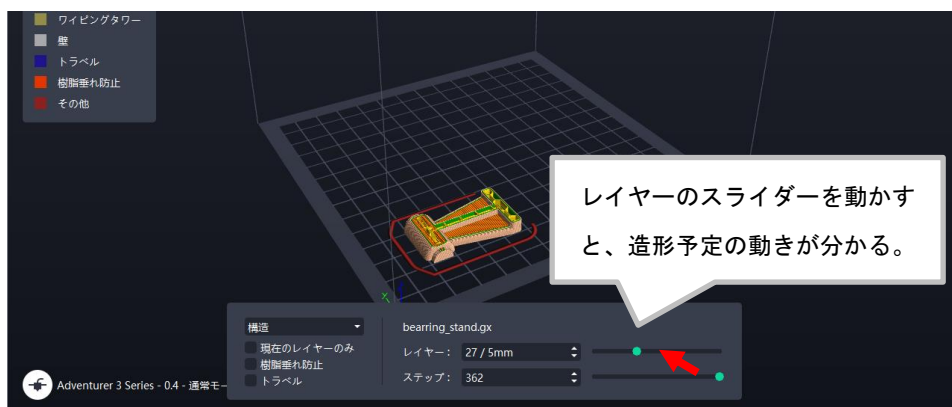 ワイピングタワー
壁
トラベル
樹脂垂れ防止
その他
レイヤーのスライダーを動かす
と、造形予定の動きが分かる。
X
構造
現在のレイヤーのみ
樹脂垂れ防止
トラベル
bearring_stand.gx
レイヤー： 27 / 5mm
ステップ： 362
Adventurer 3 Series - 0.4 - 通常モー